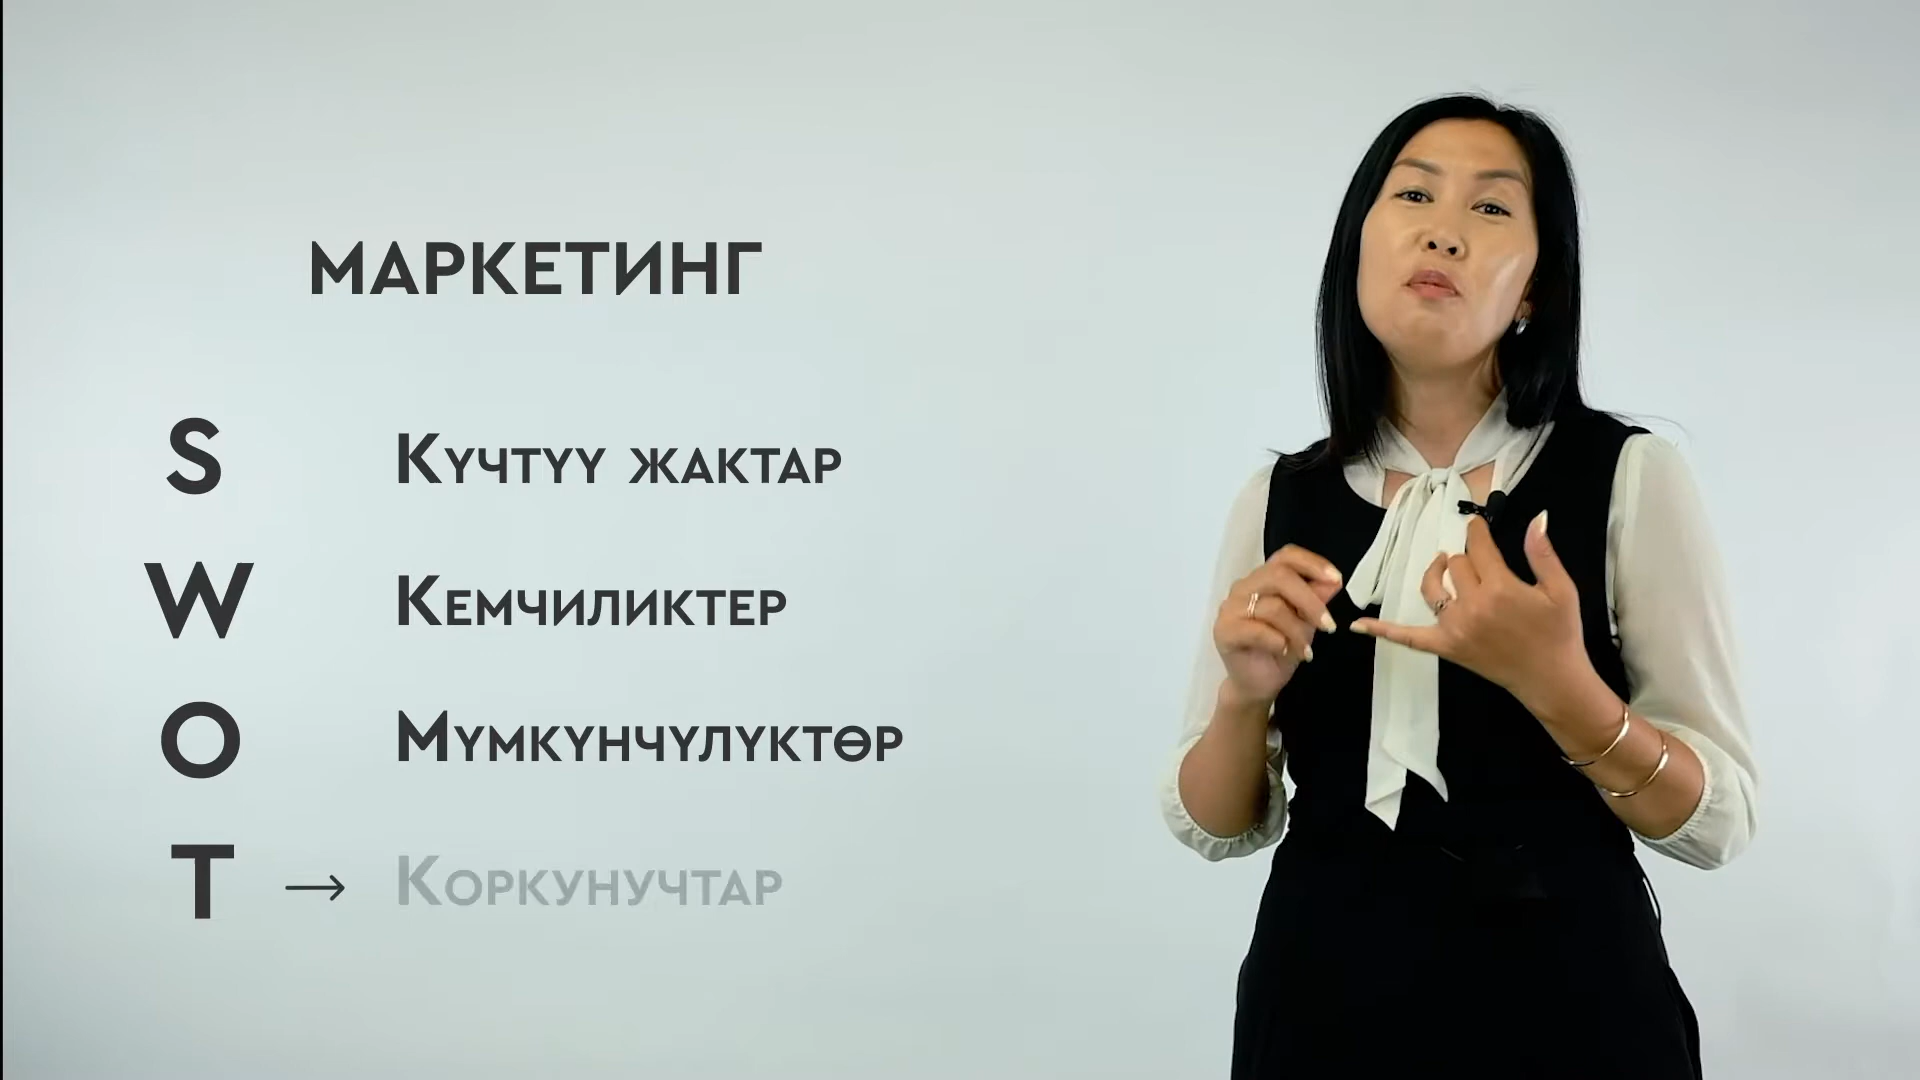 МАРКЕТИНГ
S Күчтүү жактар
W Кемчиликтер
O Мүмкүнчүлүктөр
T → Коркунучтар